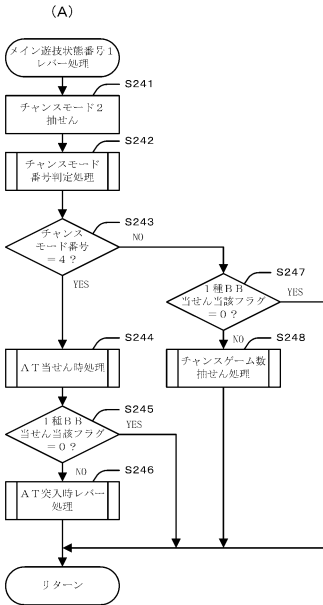 (A)
メイン遊技状態番号1
レバー処理
S241
チャンスモード2
抽せん
S242
チャンスモード
番号判定処理
S243
チャンス
モード番号
=4?
NO
YES
S247
1種BB
当せん当該フラグ
=0?
YES
NO
S244
AT当せん時処理
S248
チャンスゲーム数
抽せん処理
S245
1種BB
当せん当該フラグ
=0?
YES
NO
S246
AT突入時レバー
処理
リターン